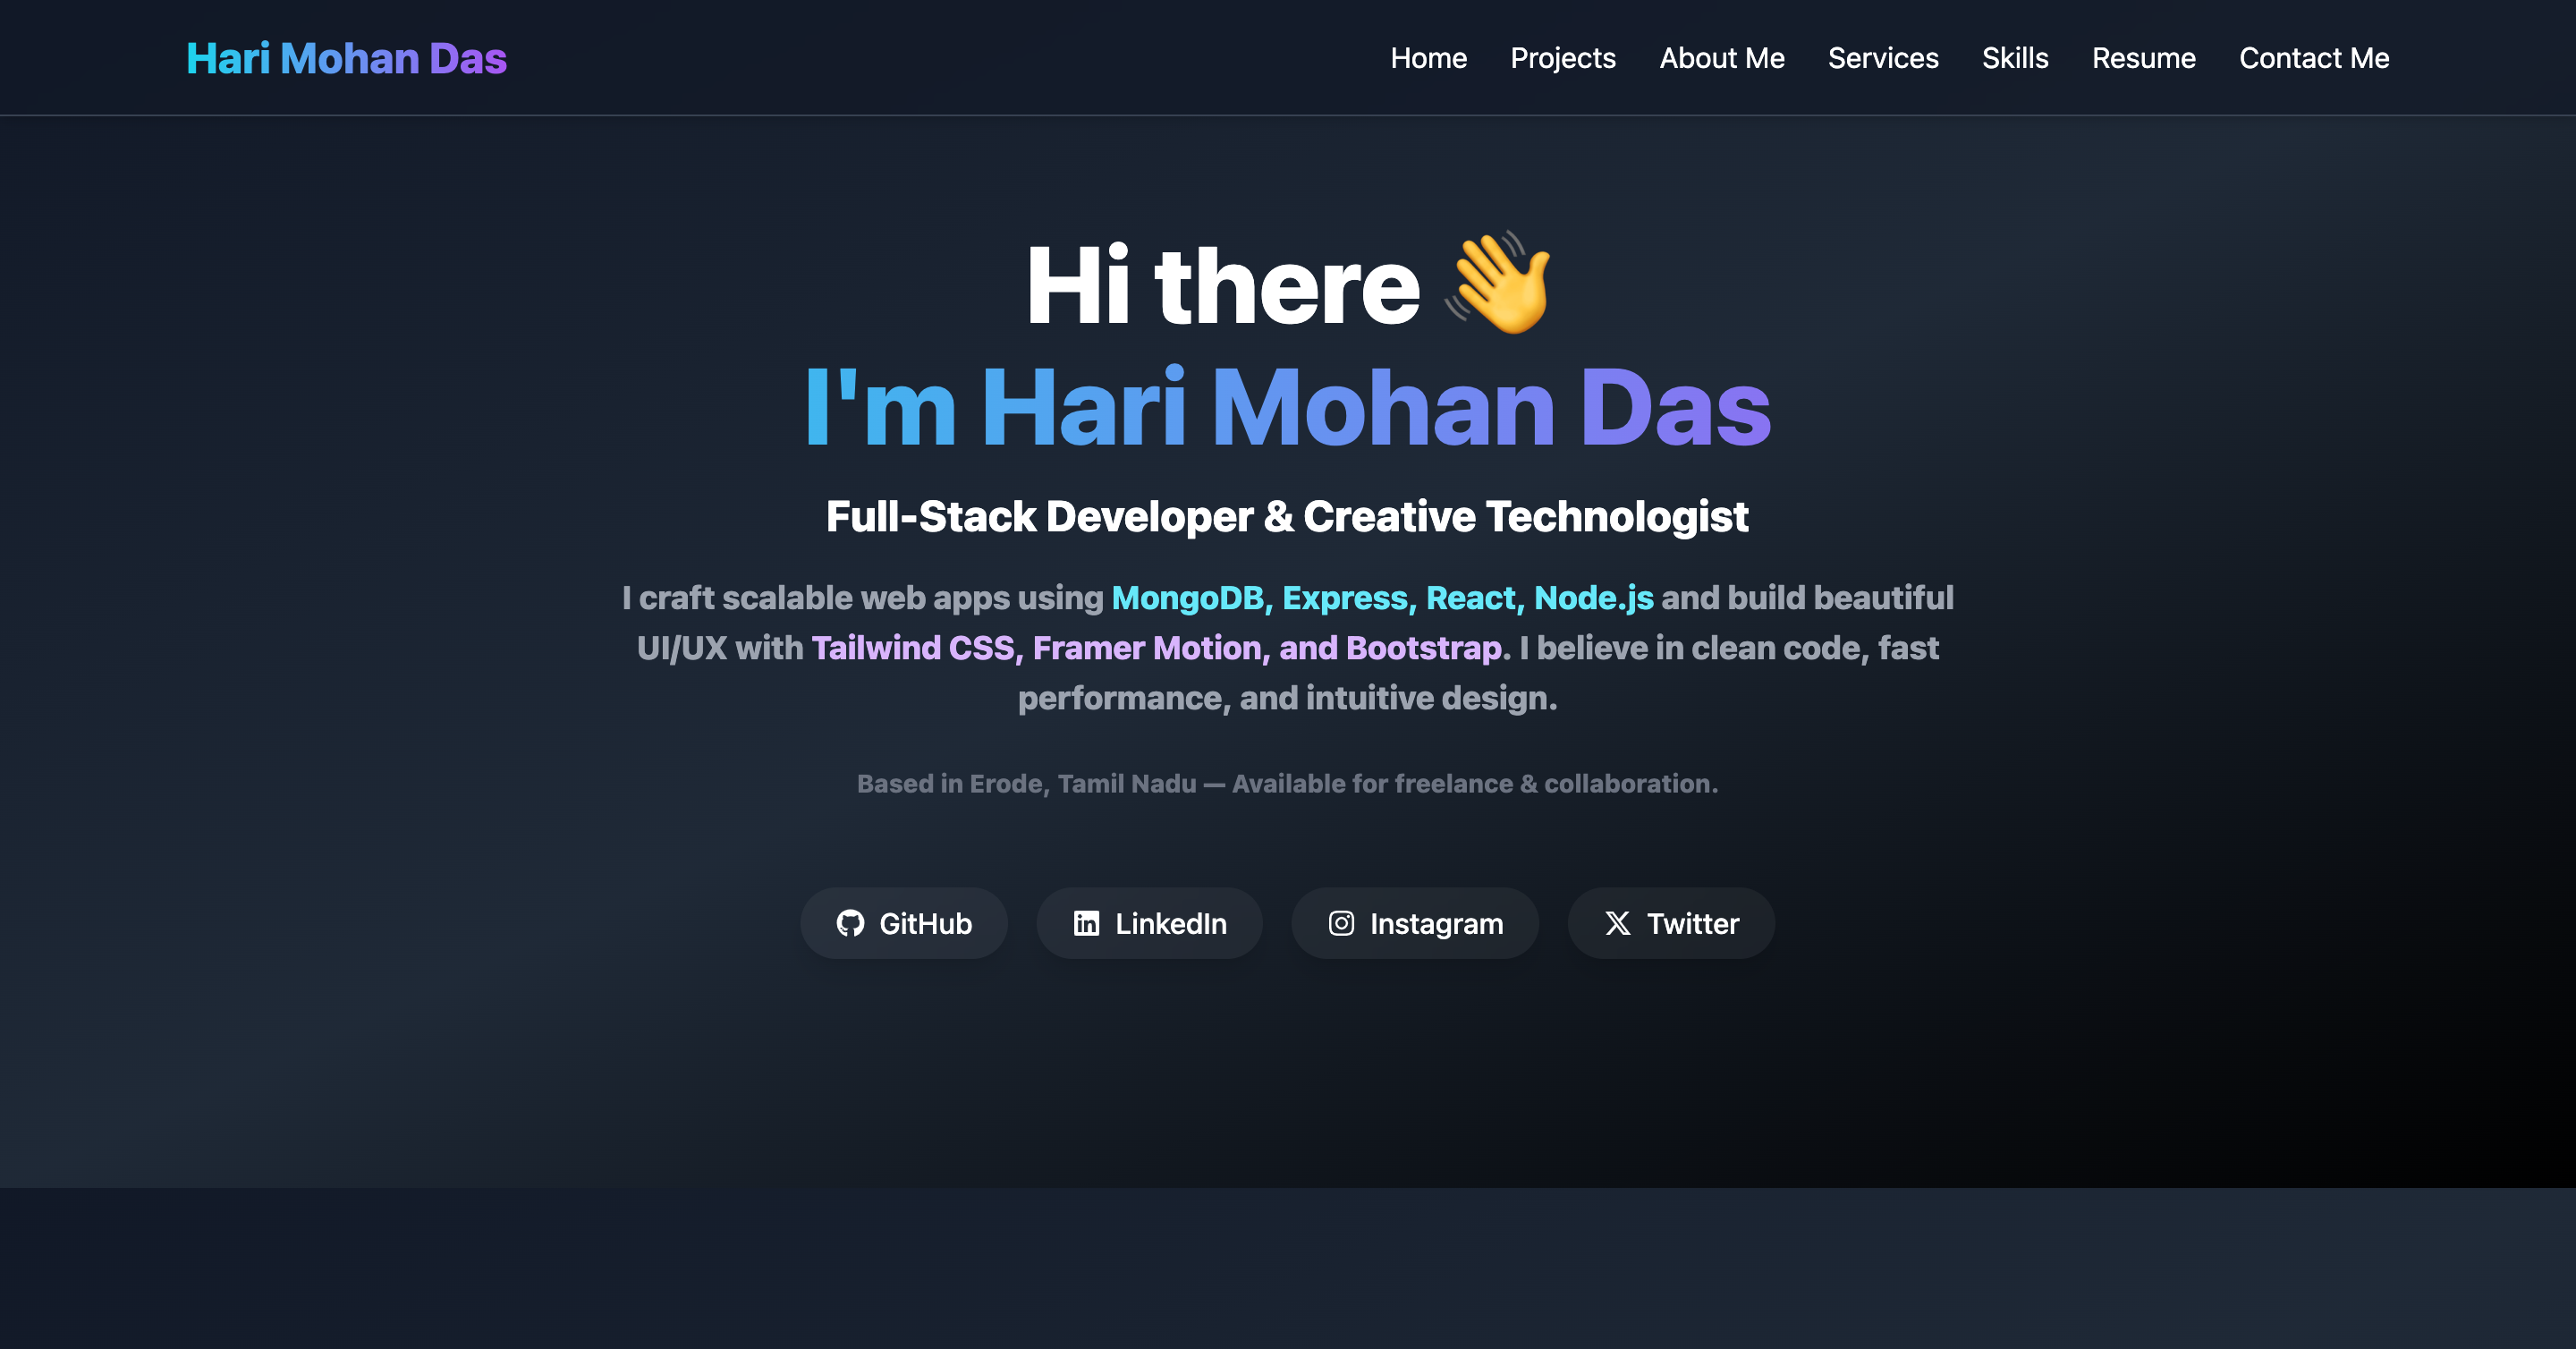 Hari Mohan Das
Home Projects About Me Services Skills Resume Contact Me
Hi there 👋
I'm Hari Mohan Das
Full-Stack Developer & Creative Technologist
I craft scalable web apps using MongoDB, Express, React, Node.js and build beautiful
UI/UX with Tailwind CSS, Framer Motion, and Bootstrap. I believe in clean code, fast
performance, and intuitive design.
Based in Erode, Tamil Nadu — Available for freelance & collaboration.
GitHub LinkedIn Instagram Twitter